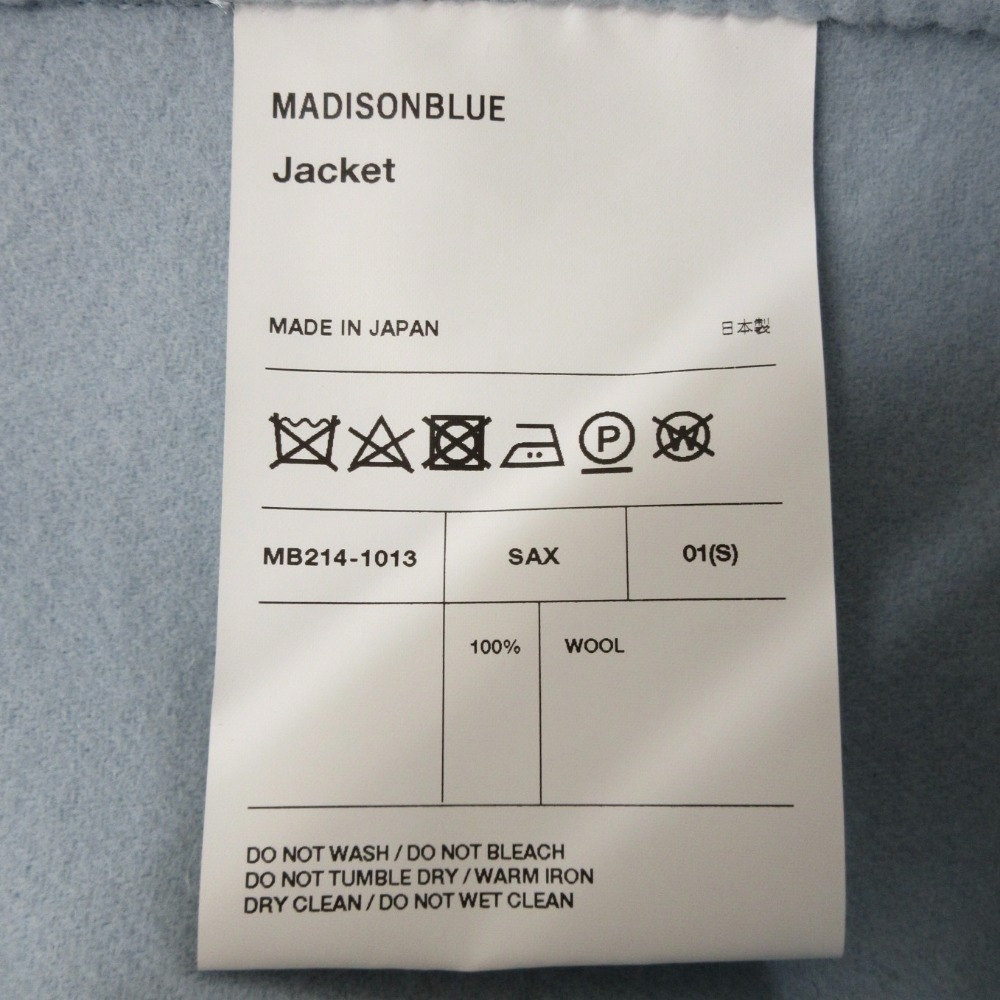 MADISONBLUE
Jacket
MADE IN JAPAN 日本製
P W
MB214-1013 SAX 01(S)
100% WOOL
DO NOT WASH / DO NOT BLEACH
DO NOT TUMBLE DRY / WARM IRON
DRY CLEAN / DO NOT WET CLEAN